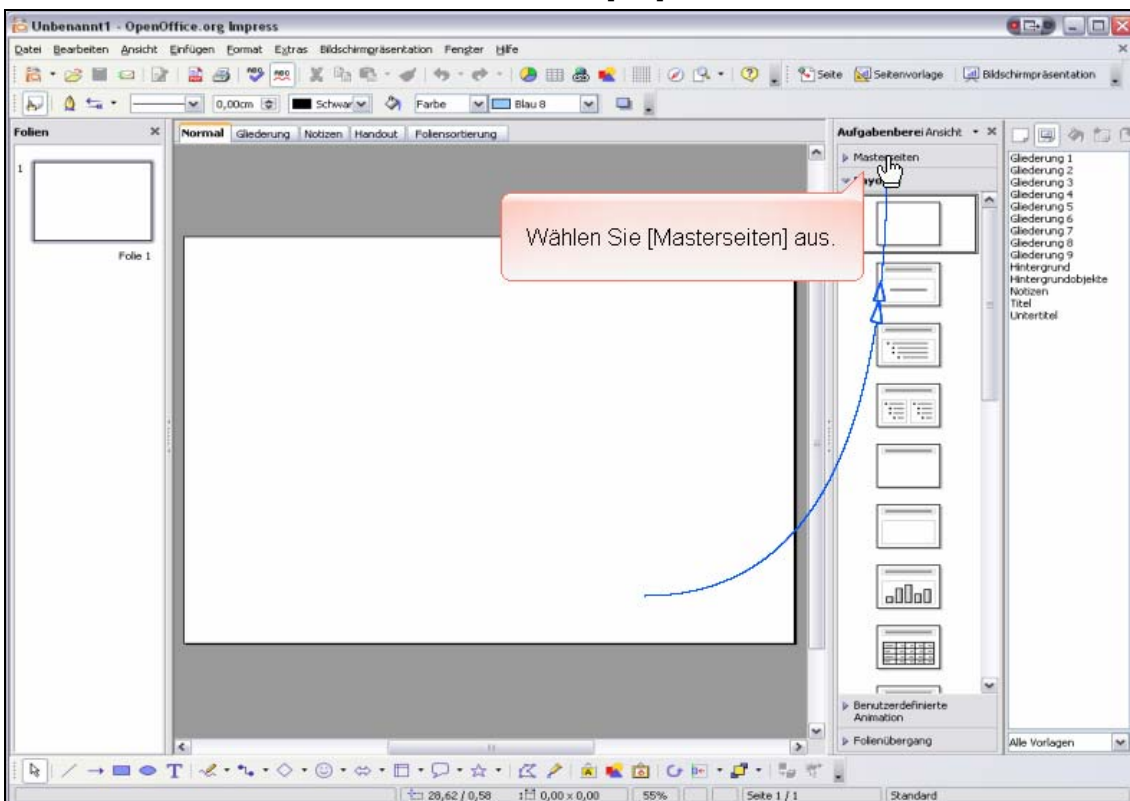 Unbenannt1 - OpenOffice.org Impress
Datei Bearbeiten Ansicht Einfügen Format Extras Bildschirmpräsentation Fenster Hilfe
Seite Seitenvorlage Bildschirmpräsentation
0,00cm Schwar Farbe Blau 8
Folien
1
Folie 1
Normal Gliederung Notizen Handout Foliensortierung
Aufgabenberei Ansicht
Masterseiten
Wählen Sie [Masterseiten] aus.
Benutzerdefinierte
Animation
Folienübergang
Gliederung 1
Gliederung 2
Gliederung 3
Gliederung 4
Gliederung 5
Gliederung 6
Gliederung 7
Gliederung 8
Gliederung 9
Hintergrund
Hintergrundobjekte
Notizen
Titel
Untertitel
Alle Vorlagen
28,62 / 0,58 0,00 x 0,00 55% Seite 1 / 1 Standard